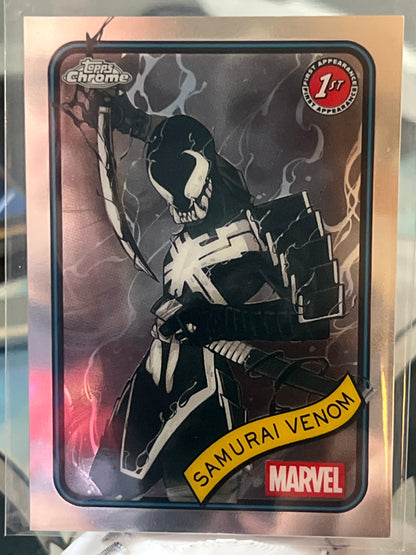 Topps
Chrome
FIRST APPEARANCE
1ST
FIRST APPEARANCE
SAMURAI VENOM
MARVEL